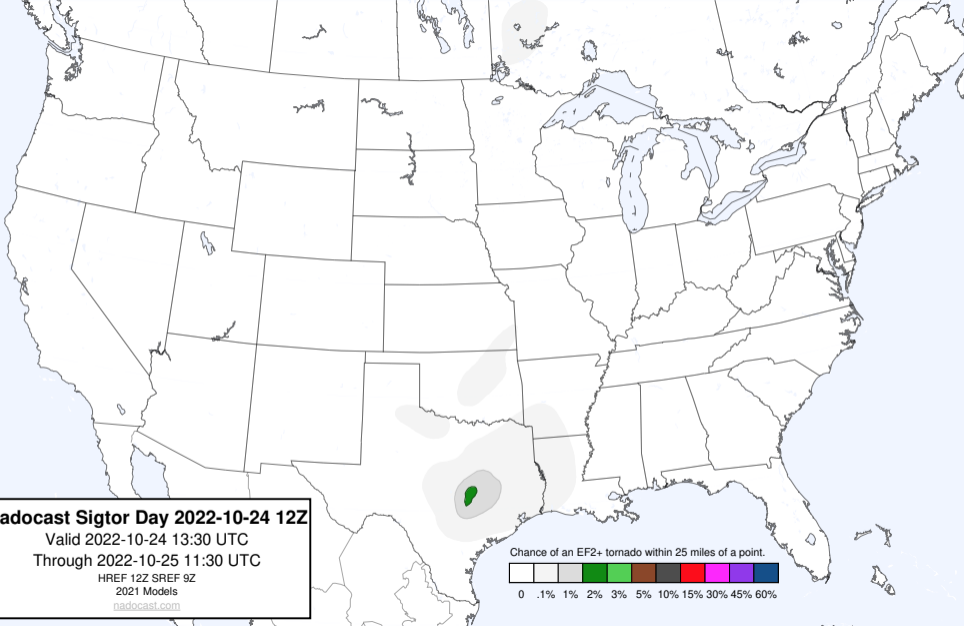 adocast Sigtor Day 2022-10-24 12Z
Valid 2022-10-24 13:30 UTC
Through 2022-10-25 11:30 UTC
HREF 12Z SREF 9Z
2021 Models
nadocast.com
Chance of an EF2+ tornado within 25 miles of a point.
0 .1% 1% 2% 3% 5% 10% 15% 30% 45% 60%